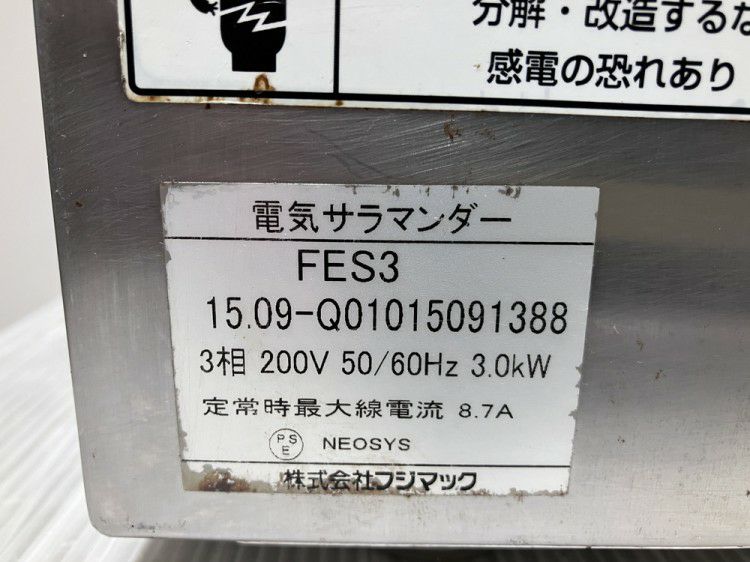 分解・改造するな
感電の恐れあり
電気サラマンダー
FES3
15.09-Q01015091388
3相 200V 50/60Hz 3.0kW
定常時最大線電流 8.7A
PSE NEOSYS
株式会社フジマック